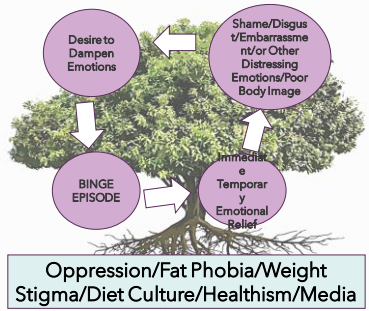 Desire to
Dampen
Emotions
Shame/Disgus
t/Embarrassme
nt/or Other
Distressing
Emotions/Poor
Body Image
BINGE
EPISODE
Immediat
e
Temporar
y
Emotional
Relief
Oppression/Fat Phobia/Weight
Stigma/Diet Culture/Healthism/Media